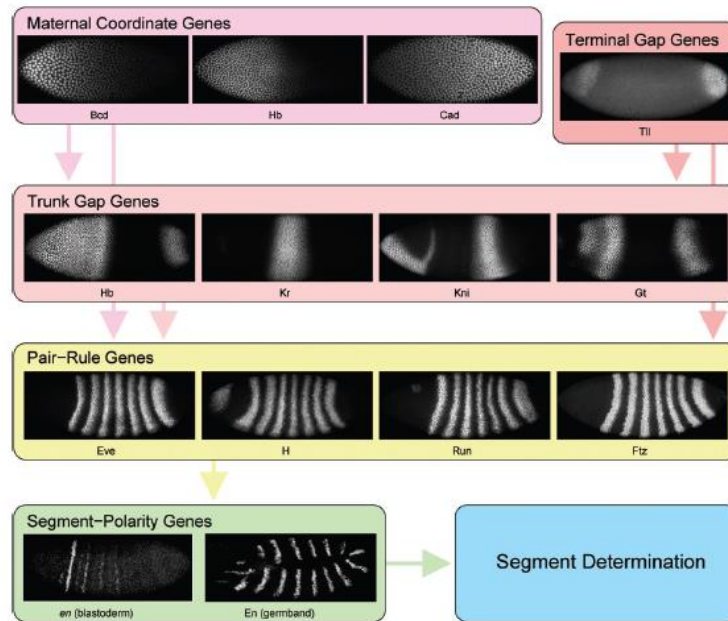 Maternal Coordinate Genes
Bcd
Hb
Cad
Terminal Gap Genes
Tll
Trunk Gap Genes
Hb
Kr
Kni
Gt
Pair-Rule Genes
Eve
H
Run
Ftz
Segment-Polarity Genes
en (blastoderm)
En (germband)
Segment Determination